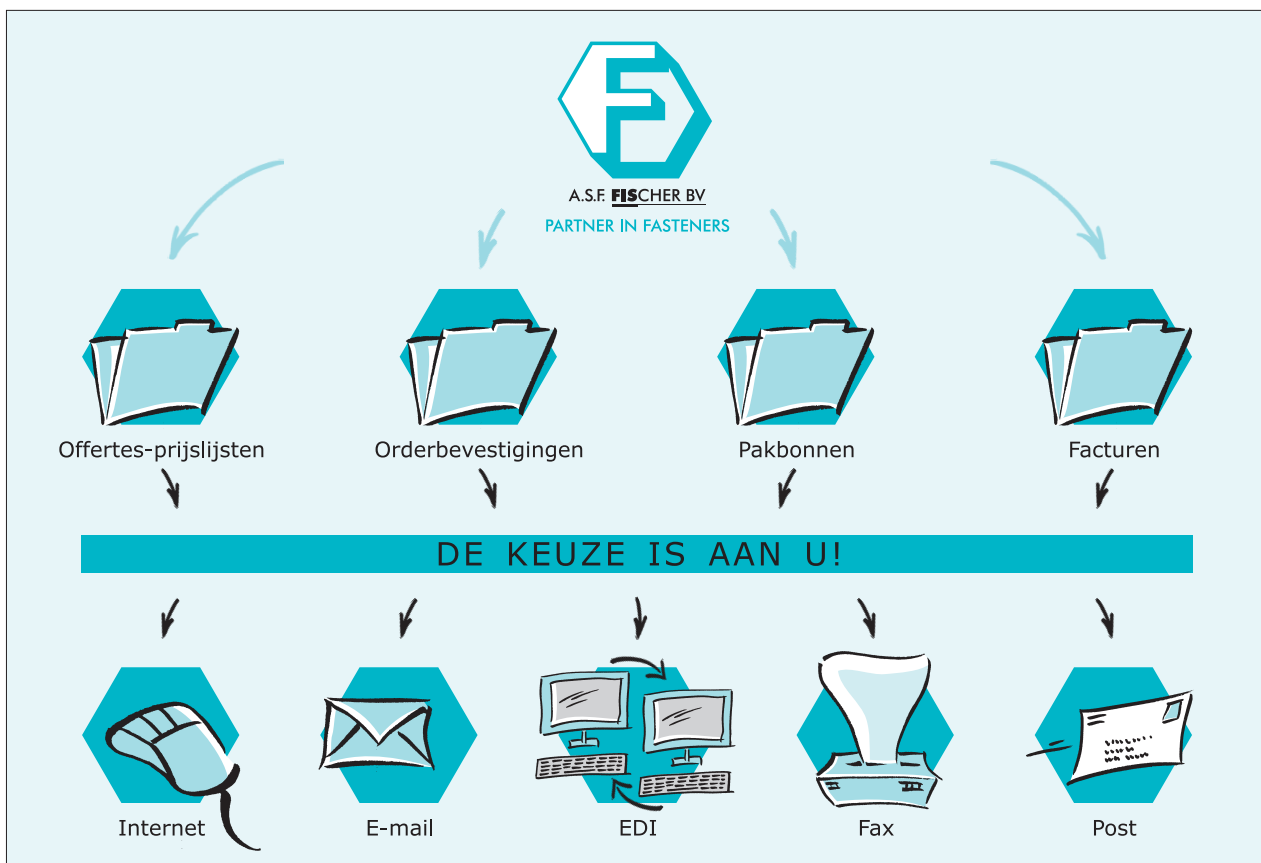 F
A.S.F. FISCHER BV
PARTNER IN FASTENERS
Offertes-prijslijsten
Orderbevestigingen
Pakbonnen
Facturen
DE KEUZE IS AAN U!
Internet
E-mail
EDI
Fax
Post